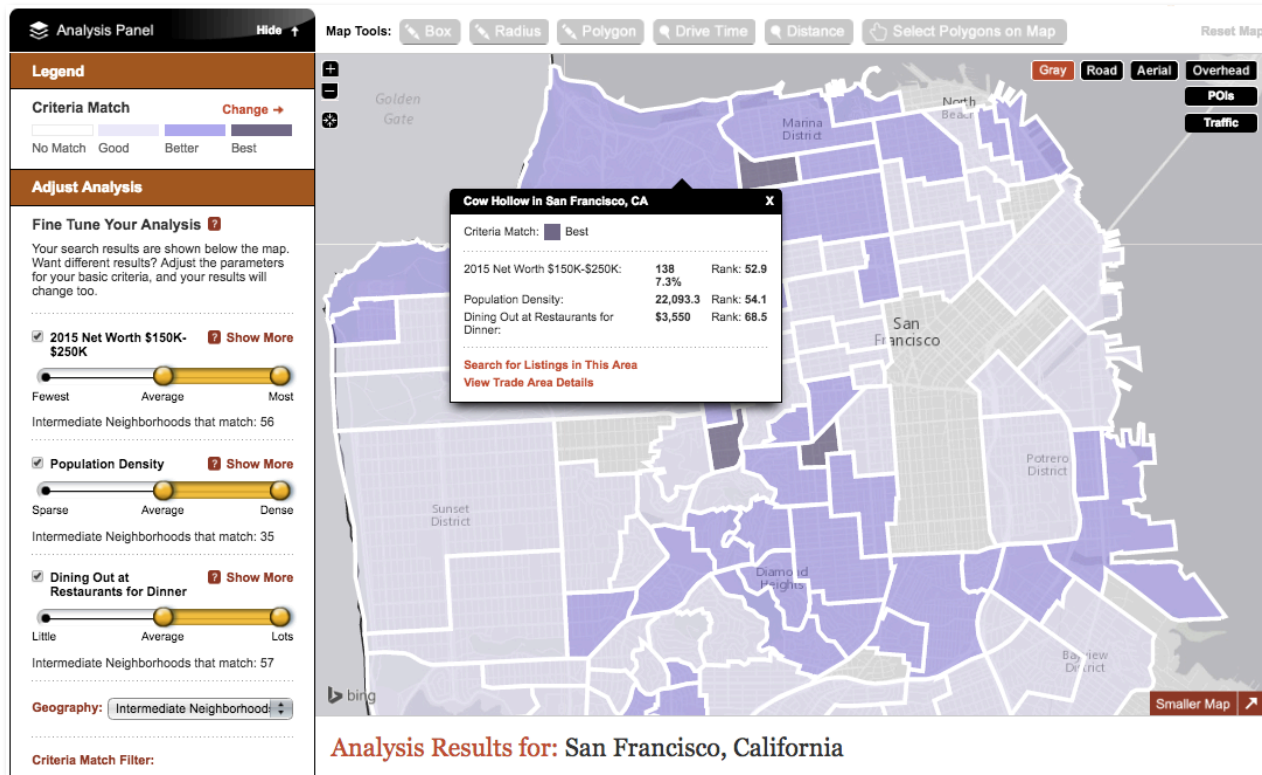 Analysis Panel
Hide ↑
Legend
Criteria Match
Change →
No Match Good Better Best
Adjust Analysis
Fine Tune Your Analysis ?
Your search results are shown below the map.
Want different results? Adjust the parameters
for your basic criteria, and your results will
change too.
2015 Net Worth $150K-
$250K
? Show More
Fewest Average Most
Intermediate Neighborhoods that match: 56
Population Density ? Show More
Sparse Average Dense
Intermediate Neighborhoods that match: 35
Dining Out at
Restaurants for Dinner
? Show More
Little Average Lots
Intermediate Neighborhoods that match: 57
Geography: Intermediate Neighborhoods
Criteria Match Filter:
Map Tools: Box Radius Polygon Drive Time Distance Select Polygons on Map
Reset Map
+
−
Gray Road Aerial Overhead
POIs
Traffic
Golden
Gate
Marina
District
North
Beach
Cow Hollow in San Francisco, CA X
Criteria Match: Best
2015 Net Worth $150K-$250K: 138 Rank: 52.9
7.3%
Population Density: 22,093.3 Rank: 54.1
Dining Out at Restaurants for $3,550 Rank: 68.5
Dinner:
Search for Listings in This Area
View Trade Area Details
San
Francisco
Sunset
District
Potrero
District
Diamond
Heights
Bayview
District
bing
Smaller Map
Analysis Results for: San Francisco, California